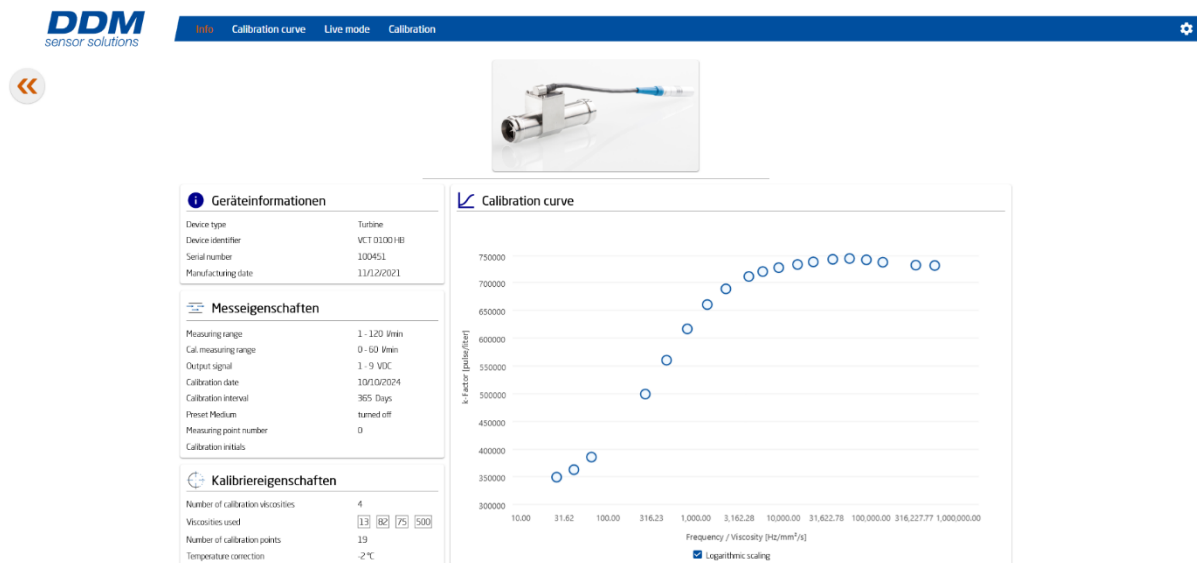 DDM
sensor solutions
Info Calibration curve Live mode Calibration
Geräteinformationen
Device type Turbine
Device identifier VCT 0100 HB
Serial number 100451
Manufacturing date 11/12/2021
Messeigenschaften
Measuring range 1 - 120 l/min
Cal. measuring range 0 - 60 l/min
Output signal 1 - 9 VDC
Calibration date 10/10/2024
Calibration interval 365 Days
Preset Medium turned off
Measuring point number 0
Calibration initials
Kalibriereigenschaften
Number of calibration viscosities 4
Viscosities used 13 82 75 500
Number of calibration points 19
Temperature correction -2 °C
Calibration curve
k-Factor [pulse/liter]
750000
700000
650000
600000
550000
500000
450000
400000
350000
300000
10.00 31.62 100.00 316.23 1,000.00 3,162.28 10,000.00 31,622.78 100,000.00 316,227.77 1,000,000.00
Frequency / Viscosity [Hz/mm²/s]
Logarithmic scaling